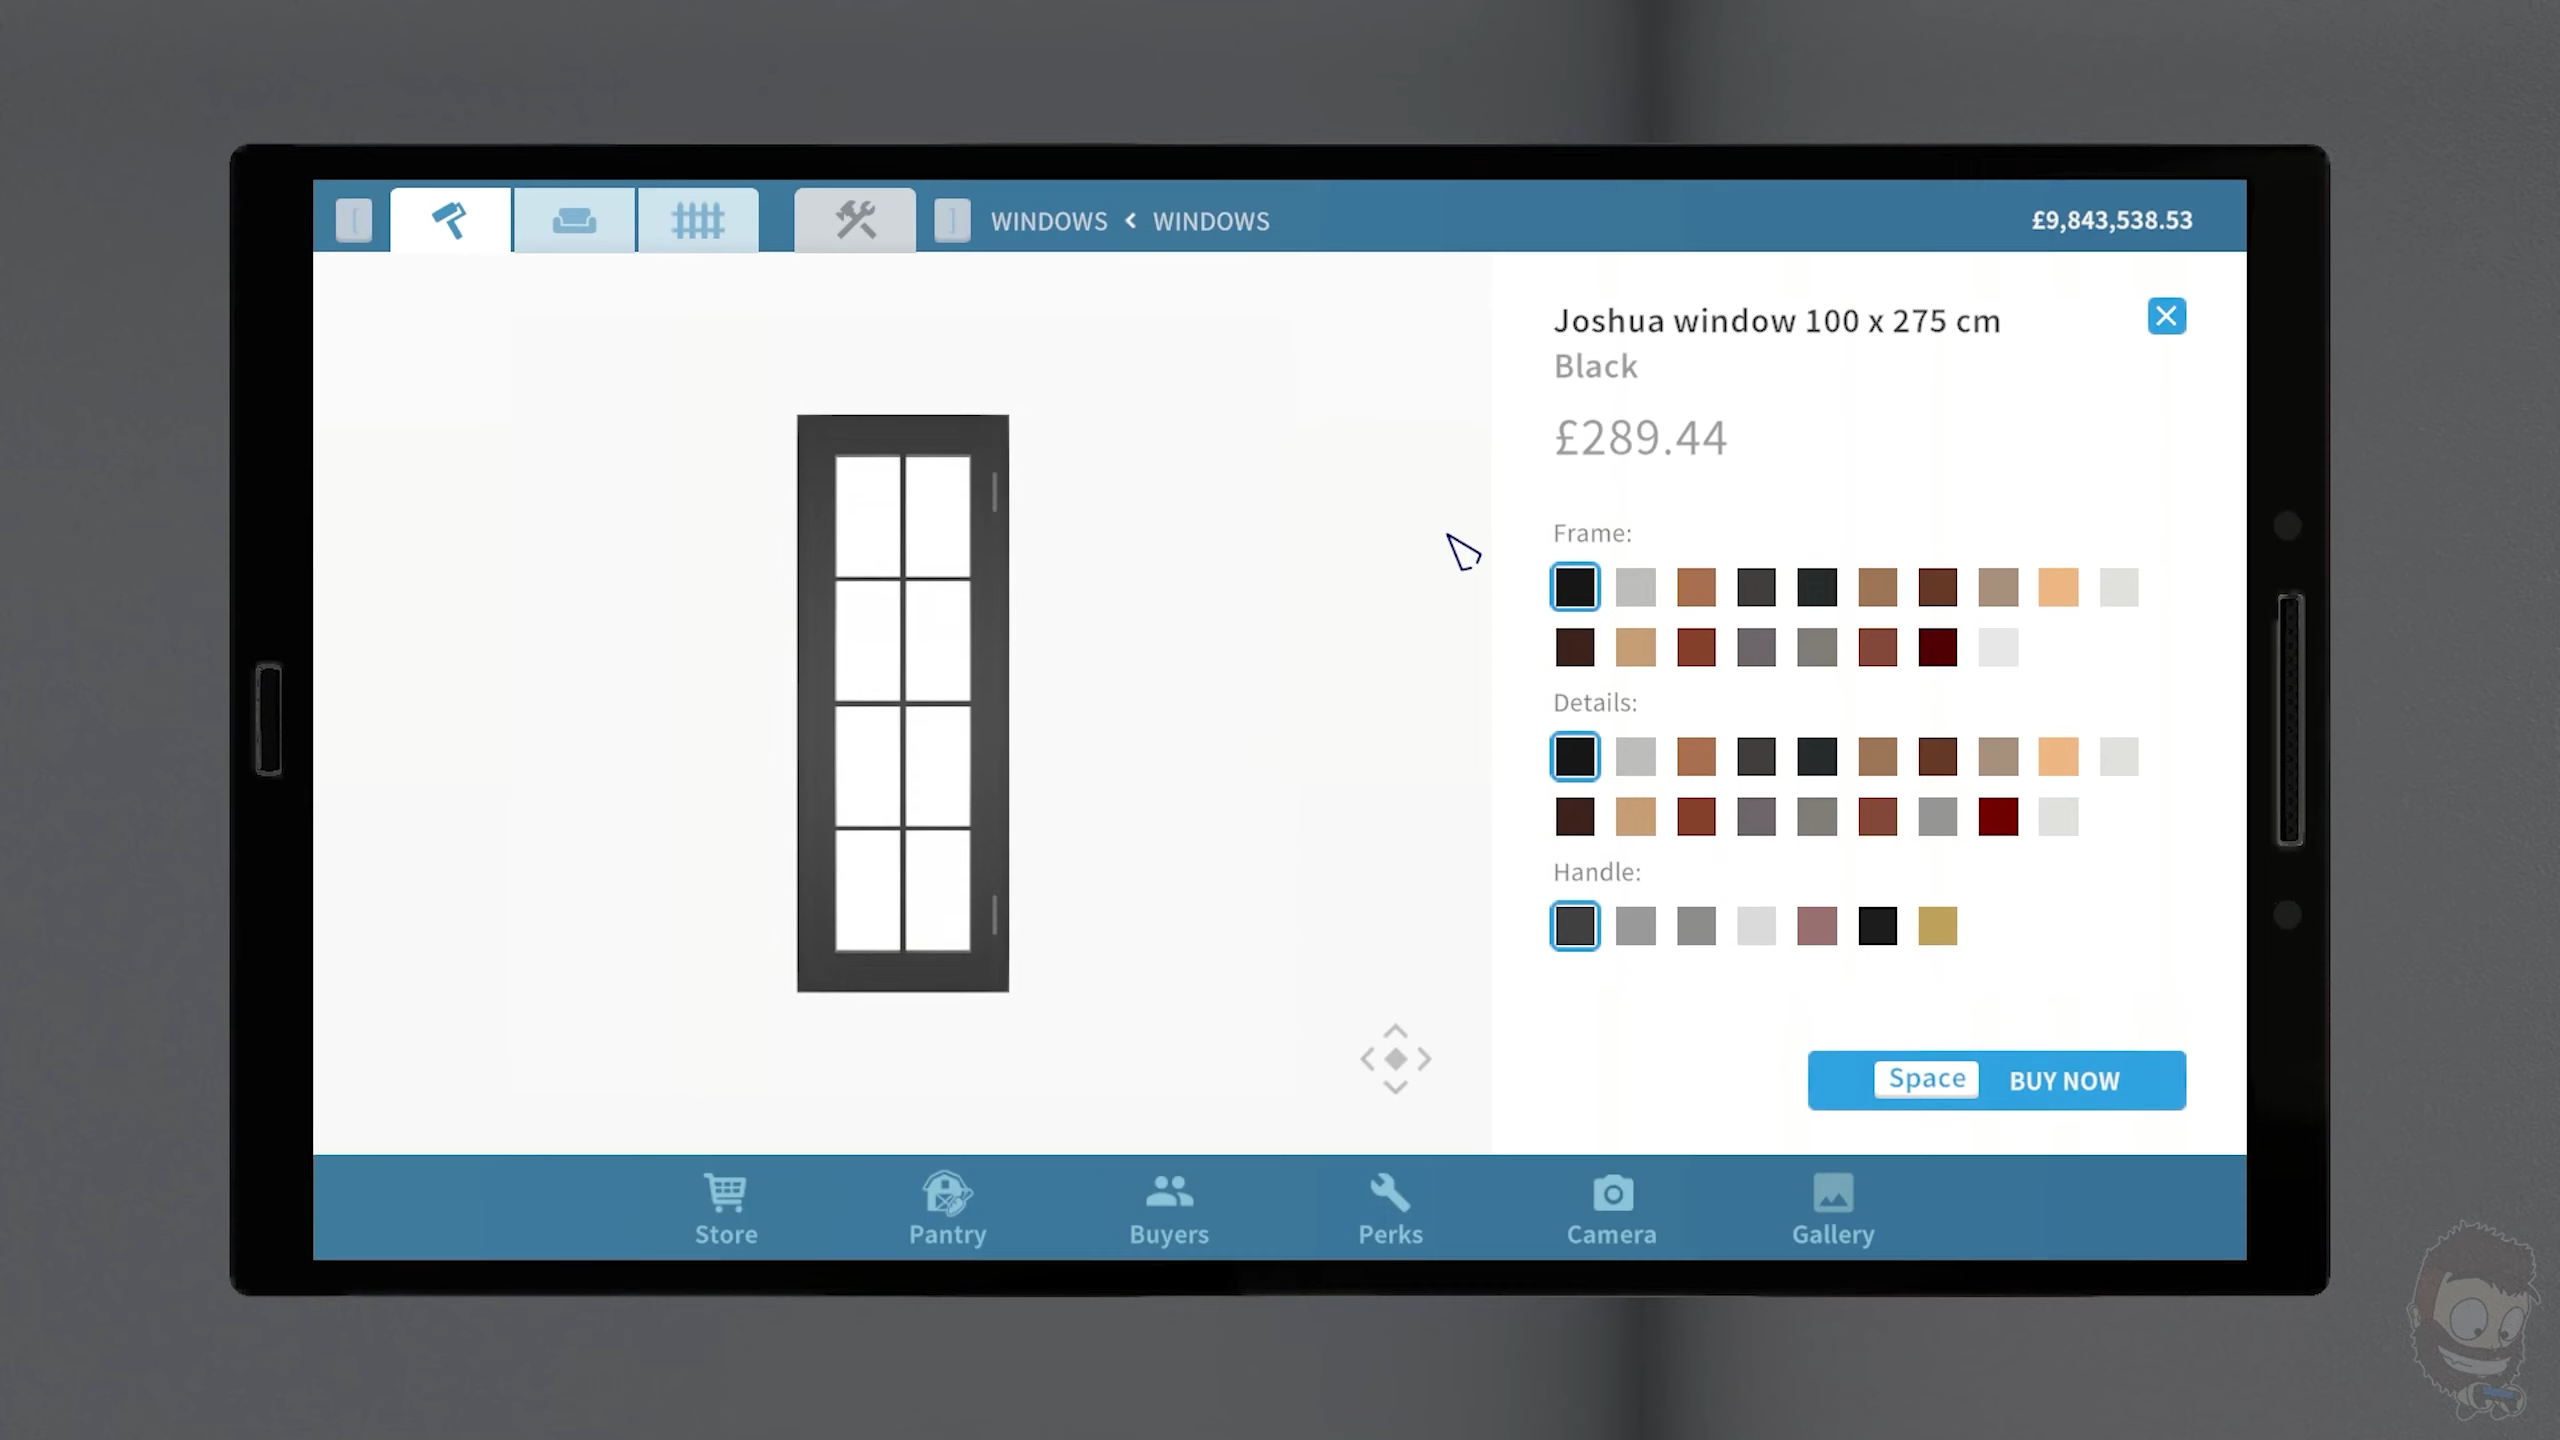 [
]
WINDOWS < WINDOWS
£9,843,538.53
Joshua window 100 x 275 cm
Black
£289.44
Frame:
Details:
Handle:
Space BUY NOW
Store
Pantry
Buyers
Perks
Camera
Gallery